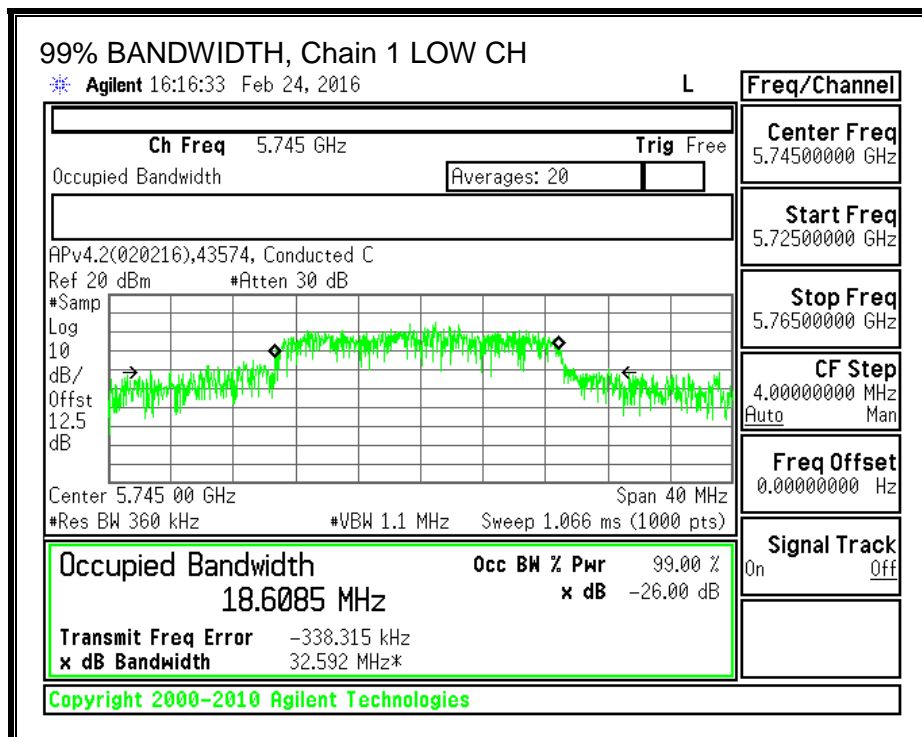 99% BANDWIDTH, Chain 1 LOW CH
Agilent 16:16:33 Feb 24, 2016 L Freq/Channel
Ch Freq 5.745 GHz Trig Free
Occupied Bandwidth Averages: 20
APv4.2(020216),43574, Conducted C
Ref 20 dBm #Atten 30 dB
#Samp
Log
10
dB/
Offst
12.5
dB
Center 5.745 00 GHz Span 40 MHz
#Res BW 360 kHz #VBW 1.1 MHz Sweep 1.066 ms (1000 pts)
Occupied Bandwidth Occ BW % Pwr 99.00 %
18.6085 MHz x dB -26.00 dB
Transmit Freq Error -338.315 kHz
x dB Bandwidth 32.592 MHz*
Copyright 2000-2010 Agilent Technologies
Center Freq
5.74500000 GHz
Start Freq
5.72500000 GHz
Stop Freq
5.76500000 GHz
CF Step
4.00000000 MHz
Auto Man
Freq Offset
0.00000000 Hz
Signal Track
On Off